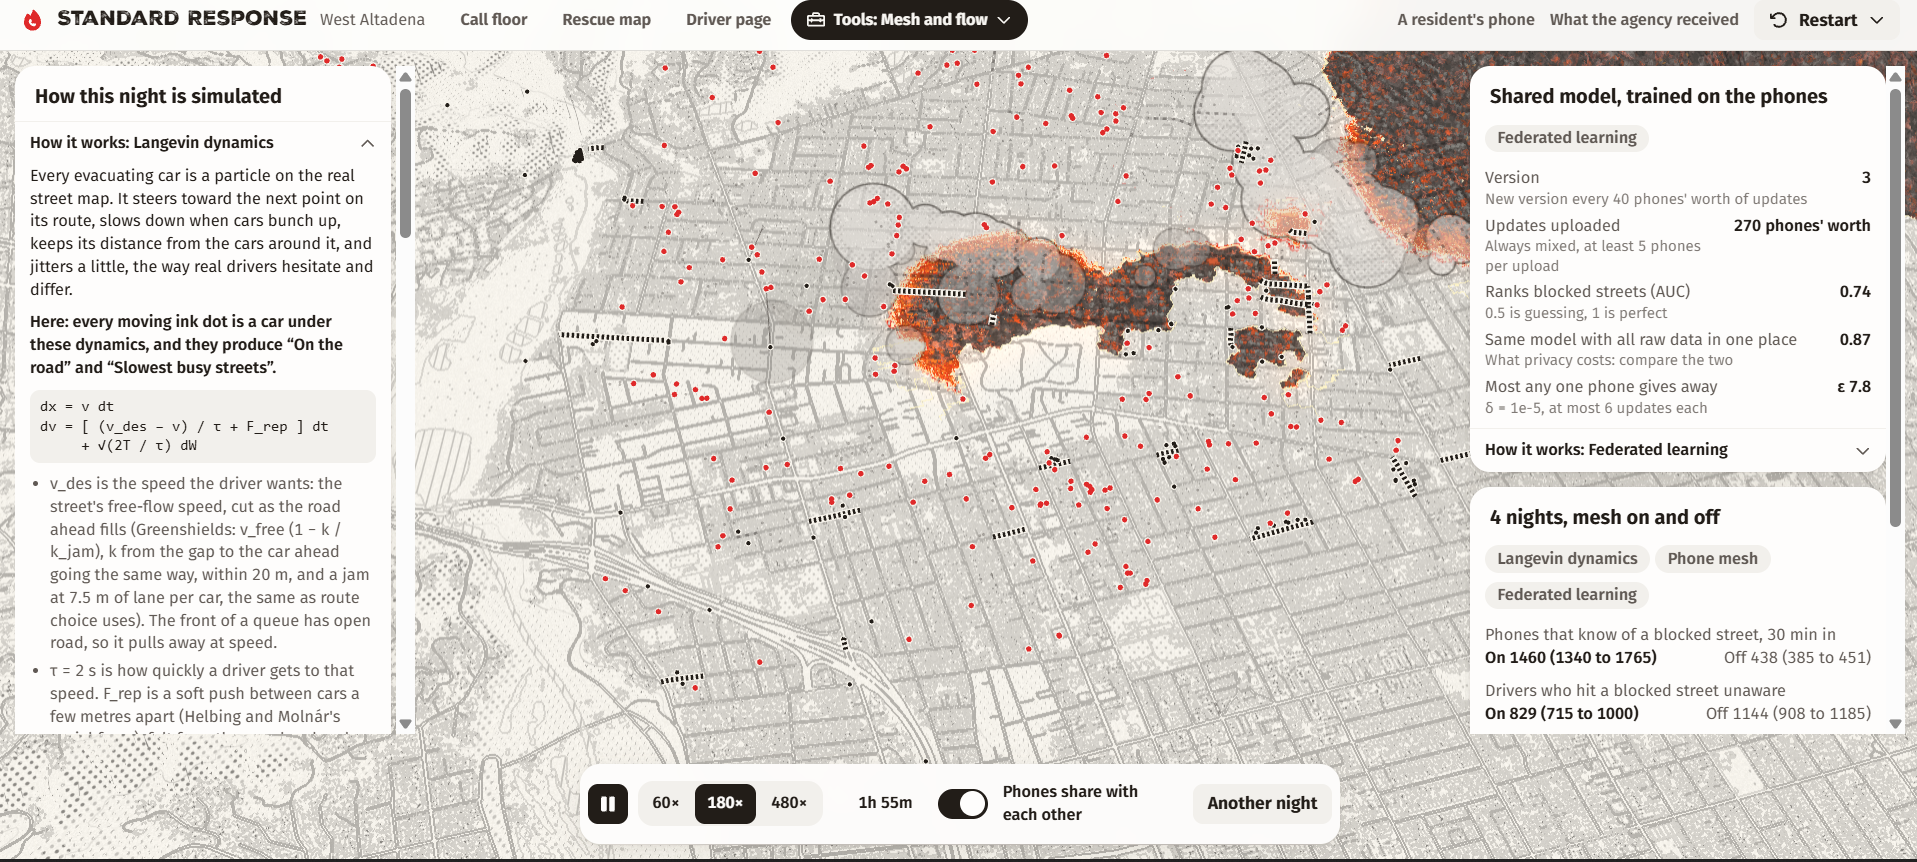 STANDARD RESPONSE West Altadena Call floor Rescue map Driver page Tools: Mesh and flow A resident's phone What the agency received Restart
How this night is simulated
How it works: Langevin dynamics
Every evacuating car is a particle on the real
street map. It steers toward the next point on
its route, slows down when cars bunch up,
keeps its distance from the cars around it, and
jitters a little, the way real drivers hesitate and
differ.
Here: every moving ink dot is a car under
these dynamics, and they produce “On the
road” and “Slowest busy streets”.
dx = v dt
dv = [ (v_des − v) / τ + F_rep ] dt
+ √(2T / τ) dW
• v_des is the speed the driver wants: the
street's free-flow speed, cut as the road
ahead fills (Greenshields: v_free (1 − k /
k_jam), k from the gap to the car ahead
going the same way, within 20 m, and a jam
at 7.5 m of lane per car, the same as route
choice uses). The front of a queue has open
road, so it pulls away at speed.
• τ = 2 s is how quickly a driver gets to that
speed. F_rep is a soft push between cars a
few metres apart (Helbing and Molnár's
Shared model, trained on the phones
Federated learning
Version 3
New version every 40 phones' worth of updates
Updates uploaded 270 phones' worth
Always mixed, at least 5 phones
per upload
Ranks blocked streets (AUC) 0.74
0.5 is guessing, 1 is perfect
Same model with all raw data in one place 0.87
What privacy costs: compare the two
Most any one phone gives away ε 7.8
δ = 1e-5, at most 6 updates each
How it works: Federated learning
4 nights, mesh on and off
Langevin dynamics Phone mesh
Federated learning
Phones that know of a blocked street, 30 min in
On 1460 (1340 to 1765) Off 438 (385 to 451)
Drivers who hit a blocked street unaware
On 829 (715 to 1000) Off 1144 (908 to 1185)
60× 180× 480× 1h 55m Phones share with
each other
Another night